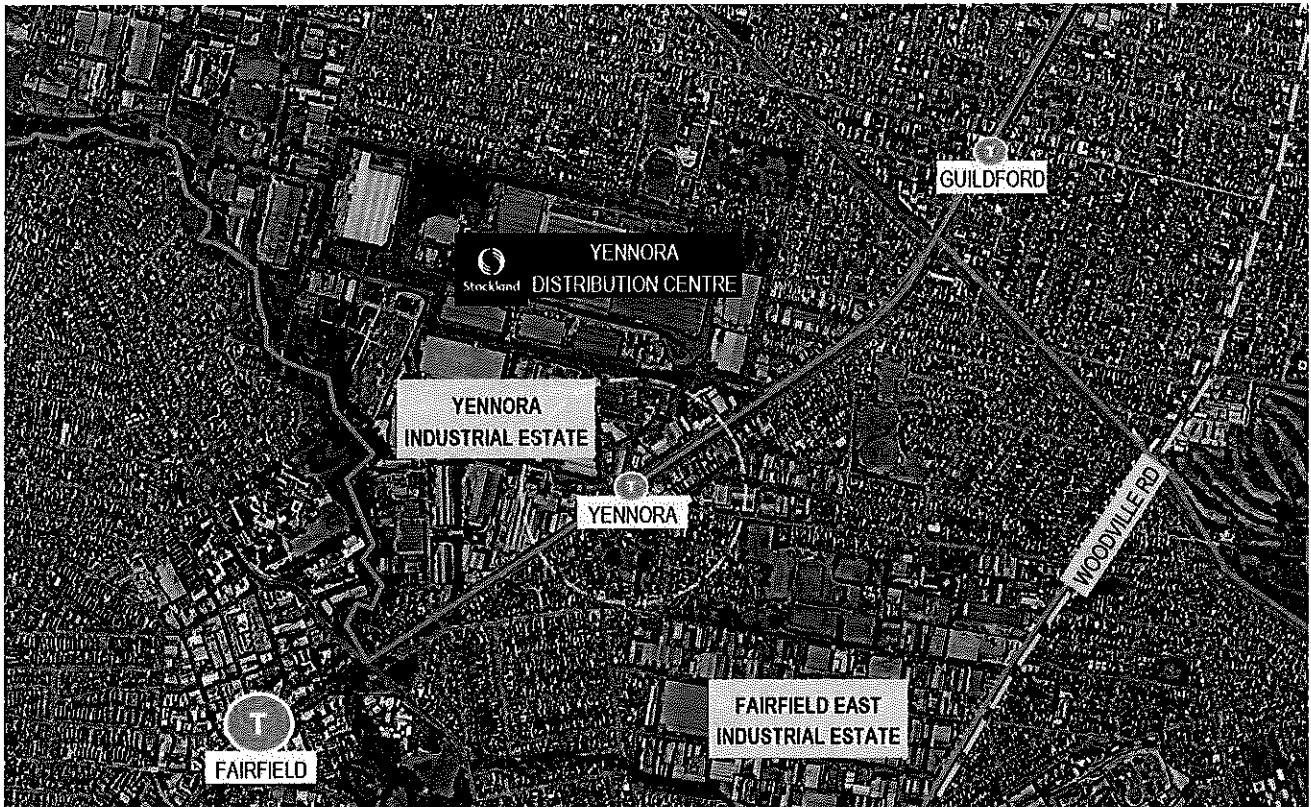 T
GUILDFORD
YENNORA
Stockland DISTRIBUTION CENTRE
YENNORA
INDUSTRIAL ESTATE
T
YENNORA
WOODVILLE RD
FAIRFIELD EAST
INDUSTRIAL ESTATE
T
FAIRFIELD